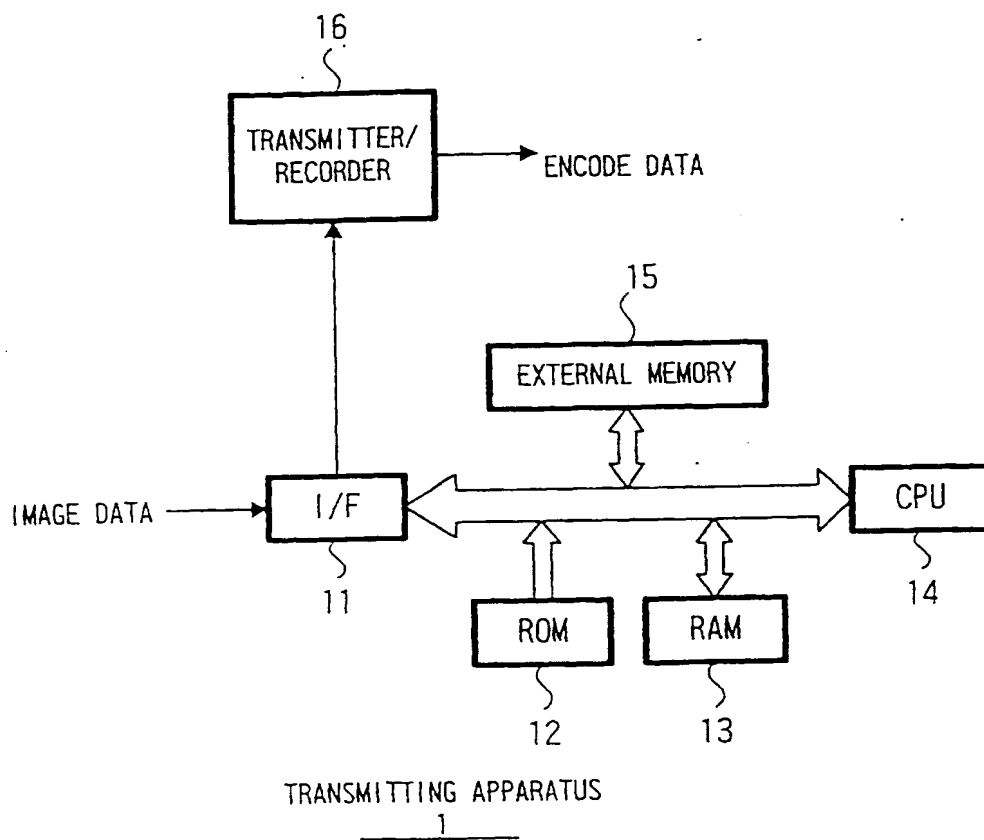 16
TRANSMITTER/
RECORDER
ENCODE DATA
15
EXTERNAL MEMORY
IMAGE DATA
I/F
CPU
11
14
ROM
RAM
12
13
TRANSMITTING APPARATUS
1